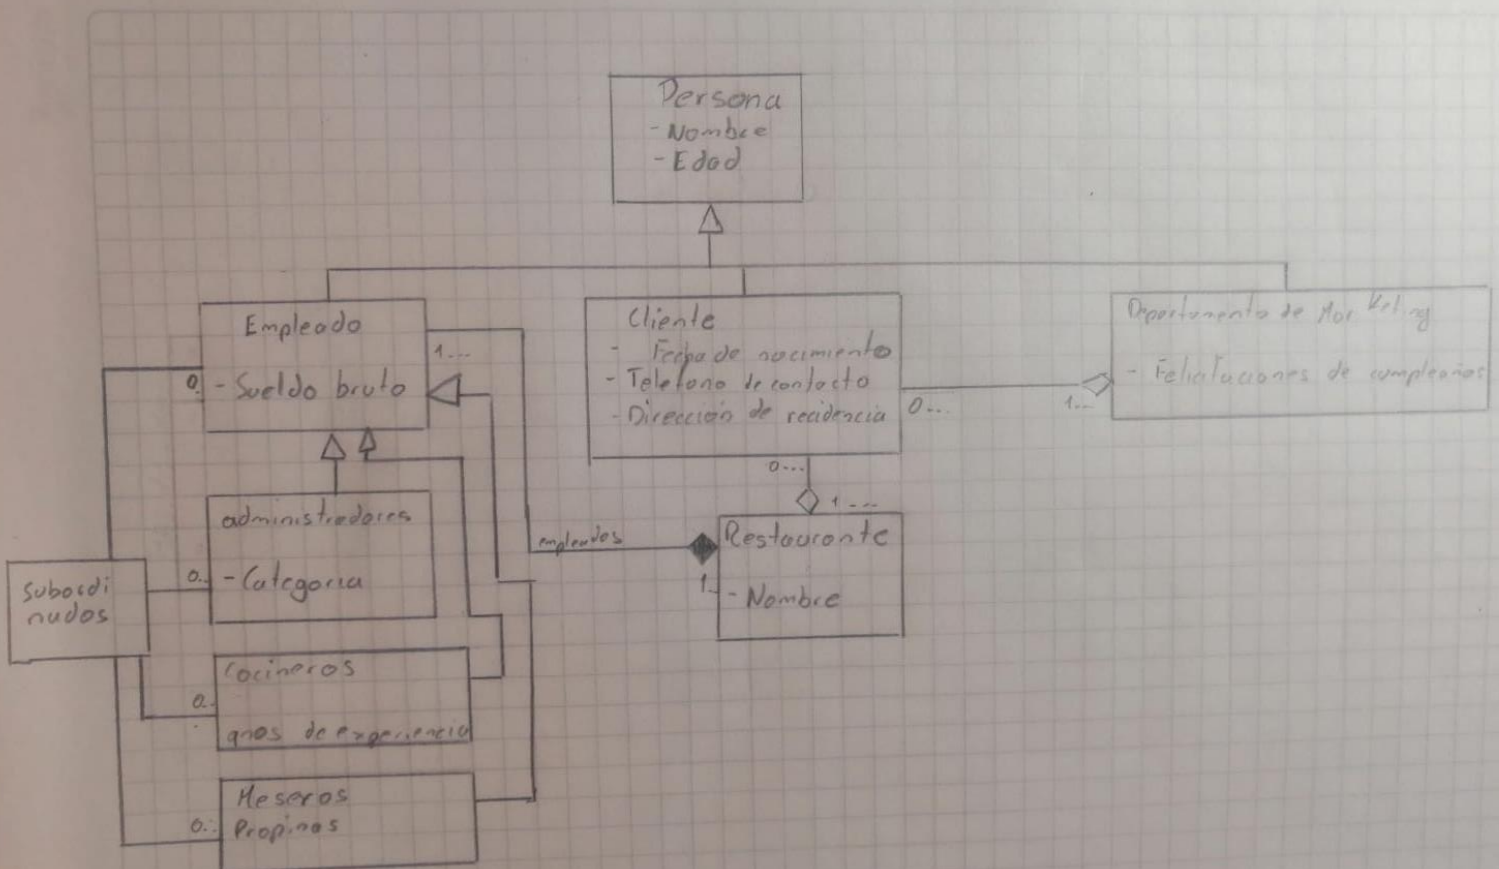 Persona
- Nombre
- Edad
Empleado
- Sueldo bruto
1...
0.
Cliente
- Fecha de nacimiento
- Telefono de contacto
- Dirección de recidencia
0...
1...
Departamento de Marketing
- Felicitaciones de cumpleaños
0...
1...
administradores
- Categoria
0..
empleados
Restaurante
- Nombre
1.
Subordi
nados
Cocineros
años de experiencia
0.
Meseros
Propinas
0..